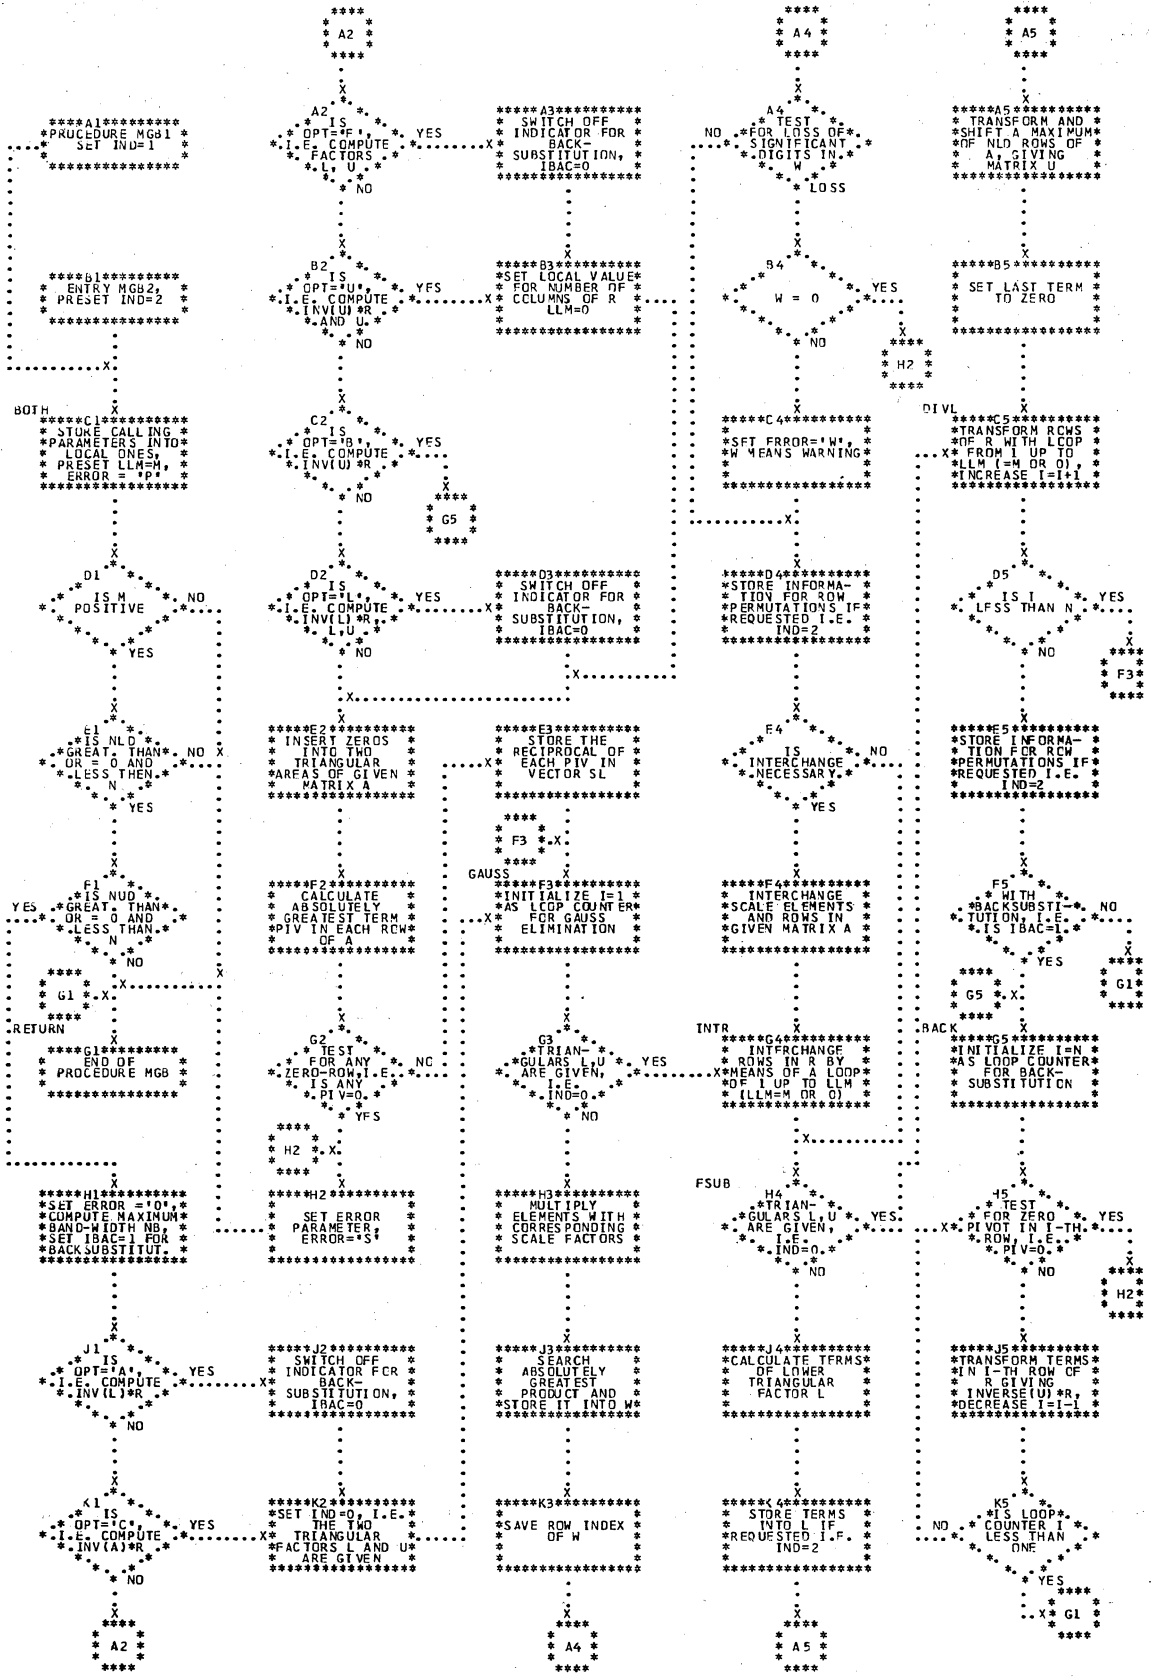 A2
A4
A5
A1
PROCEDURE MGB1
SET IND=1
A2
IS
OPT='F',
I.E. COMPUTE
FACTORS
L, U
YES
NO
A3
SWITCH OFF
INDICATOR FOR
BACK-
SUBSTITUTION,
IBAC=0
A4
TEST
FOR LOSS OF
SIGNIFICANT
DIGITS IN
W
NO
LOSS
A5
TRANSFORM AND
SHIFT A MAXIMUM
OF NLD ROWS OF
A, GIVING
MATRIX U
B1
ENTRY MGB2,
PRESET IND=2
B2
IS
OPT='U',
I.E. COMPUTE
INV(U)*R
AND U.
YES
NO
B3
SET LOCAL VALUE
FOR NUMBER OF
COLUMNS OF R
LLM=0
B4
W = 0
YES
NO
H2
B5
SET LAST TERM
TO ZERO
BOTH
C1
STORE CALLING
PARAMETERS INTO
LOCAL ONES,
PRESET LLM=M,
ERROR = 'P'
C2
IS
OPT='B',
I.E. COMPUTE
INV(U)*R
YES
NO
G5
C4
SET ERROR='W',
W MEANS WARNING
DIVL
C5
TRANSFORM ROWS
OF R WITH LOOP
FROM 1 UP TO
LLM (=M OR 0),
INCREASE I=I+1
D1
IS M
POSITIVE
NO
YES
D2
IS
OPT='L',
I.E. COMPUTE
INV(L)*R,
L,U
YES
NO
D3
SWITCH OFF
INDICATOR FOR
BACK-
SUBSTITUTION,
IBAC=0
D4
STORE INFORMA-
TION FOR ROW
PERMUTATIONS IF
REQUESTED I.E.
IND=2
D5
IS I
LESS THAN N
YES
NO
F3
E1
IS NLD
GREAT. THAN
OR = 0 AND
LESS THEN
N
NO
YES
E2
INSERT ZEROS
INTO TWO
TRIANGULAR
AREAS OF GIVEN
MATRIX A
E3
STORE THE
RECIPROCAL OF
EACH PIV IN
VECTOR SL
E4
IS
INTERCHANGE
NECESSARY
NO
YES
E5
STORE INFORMA-
TION FOR ROW
PERMUTATIONS IF
REQUESTED I.E.
IND=2
F3
GAUSS
F1
IS NUD
GREAT. THAN
OR = 0 AND
LESS THAN
N
YES
NO
F2
CALCULATE
ABSOLUTELY
GREATEST TERM
PIV IN EACH ROW
OF A
F3
INITIALIZE I=1
AS LOOP COUNTER
FOR GAUSS
ELIMINATION
F4
INTERCHANGE
SCALE ELEMENTS
AND ROWS IN
GIVEN MATRIX A
F5
WITH
BACKSUBSTI-
TUTION, I.E.
IS IBAC=1
NO
YES
G1
G1
G5
RETURN
G1
END OF
PROCEDURE MGB
G2
TEST
FOR ANY
ZERO-ROW,I.E.
IS ANY
PIV=0.
NO
YES
G3
TRIAN-
GULARS L,U
ARE GIVEN,
I.E.
IND=0.
YES
NO
INTR
G4
INTERCHANGE
ROWS IN R BY
MEANS OF A LOOP
OF 1 UP TO LLM
(LLM=M OR 0)
BACK
G5
INITIALIZE I=N
AS LOOP COUNTER
FOR BACK-
SUBSTITUTION
H2
H1
SET ERROR ='0',
COMPUTE MAXIMUM
BAND-WIDTH NB,
SET IBAC=1 FOR
BACKSUBSTITUT.
H2
SET ERROR
PARAMETER,
ERROR='S'
H3
MULTIPLY
ELEMENTS WITH
CORRESPONDING
SCALE FACTORS
FSUB
H4
TRIAN-
GULARS L,U
ARE GIVEN,
I.E.
IND=0.
YES
NO
H5
TEST
FOR ZERO
PIVOT IN I-TH
ROW, I.E.
PIV=0.
YES
NO
H2
J1
IS
OPT='A',
I.E. COMPUTE
INV(L)*R
YES
NO
J2
SWITCH OFF
INDICATOR FOR
BACK-
SUBSTITUTION,
IBAC=0
J3
SEARCH
ABSOLUTELY
GREATEST
PRODUCT AND
STORE IT INTO W
J4
CALCULATE TERMS
OF LOWER
TRIANGULAR
FACTOR L
J5
TRANSFORM TERMS
IN I-TH ROW OF
R GIVING
INVERSE(U)*R,
DECREASE I=I-1
K1
IS
OPT='C',
I.E. COMPUTE
INV(A)*R
YES
NO
K2
SET IND=0, I.E.
THE TWO
TRIANGULAR
FACTORS L AND U
ARE GIVEN
K3
SAVE ROW INDEX
OF W
K4
STORE TERMS
INTO L IF
REQUESTED I.E.
IND=2
K5
IS LOOP
COUNTER I
LESS THAN
ONE
NO
YES
G1
A2
A4
A5